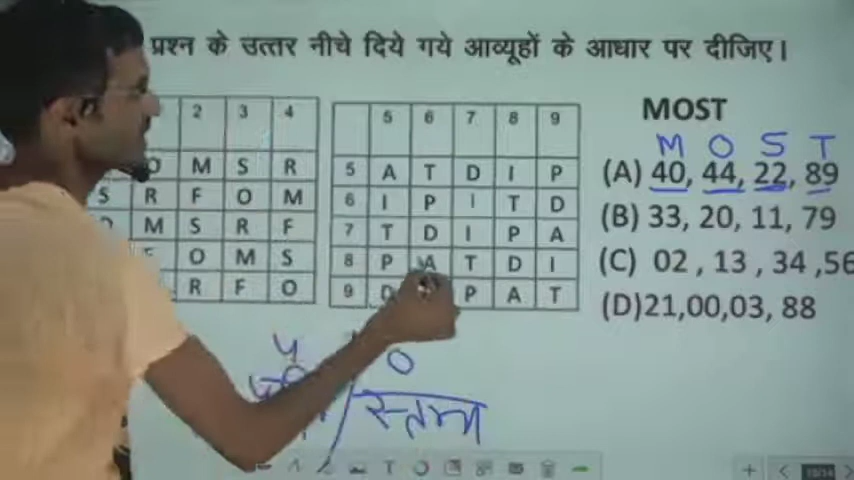 प्रश्न के उत्तर नीचे दिये गये आव्यूहों के आधार पर दीजिए।
2 3 4
O M S R
S R F O M
M S R F
O M S
R F O
5 6 7 8 9
5 A T D I P
6 I P I T D
7 T D I P A
8 P A T D I
9 P A T
MOST
M O S T
(A) 40, 44, 22, 89
(B) 33, 20, 11, 79
(C) 02 , 13 , 34 ,56
(D)21,00,03, 88
O
स्तम्भ